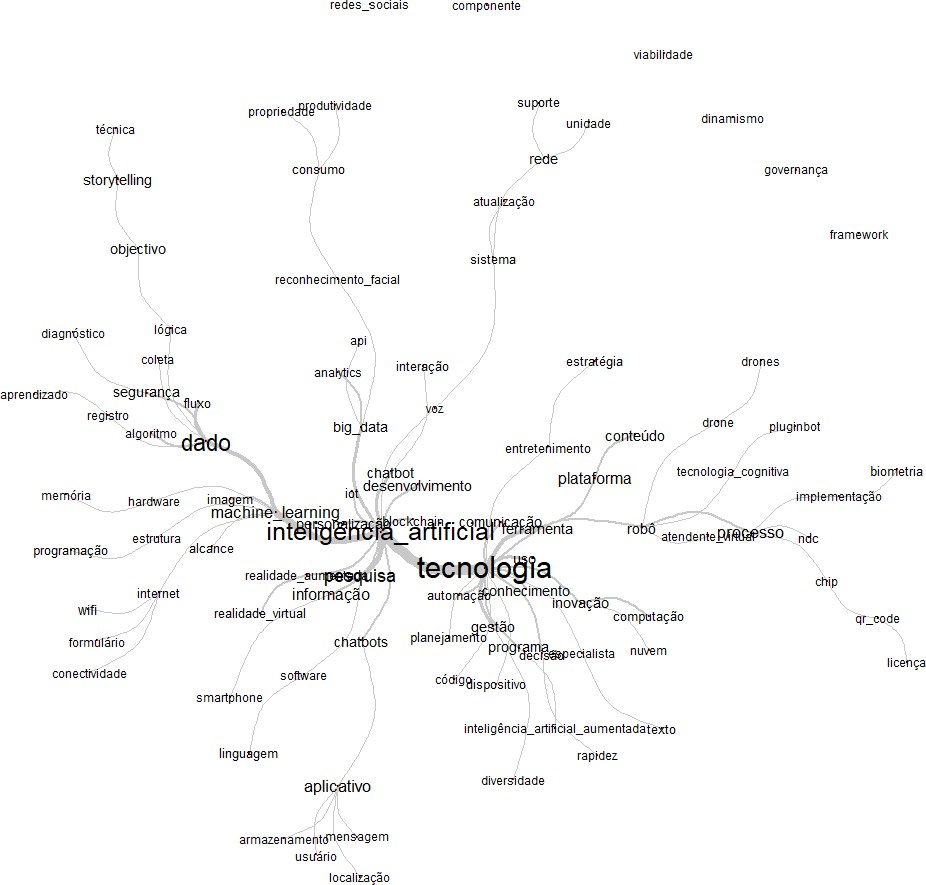 redes_sociais
componente
viabilidade
propriedade
produtividade
suporte
unidade
dinamismo
técnica
rede
consumo
governança
storytelling
atualização
framework
objectivo
sistema
reconhecimento_facial
diagnóstico
lógica
api
coleta
analytics
interação
estratégia
drones
aprendizado
segurança
fluxo
registro
voz
drone
algoritmo
dado
big_data
conteúdo
pluginbot
entretenimento
chatbot
tecnologia_cognitiva
biometria
plataforma
desenvolvimento
memória
hardware
imagem
iot
implementação
machine_learning
personalização
blockchain
comunicação
inteligência_artificial
ferramenta
robô
atendente_virtual
processo
ndc
programação
estrutura
alcance
uso
tecnologia
realidade_aumentada
pesquisa
chip
internet
informação
automação
conhecimento
inovação
wifi
realidade_virtual
computação
qr_code
formulário
chatbots
planejamento
gestão
programa
decisão
especialista
nuvem
licença
conectividade
software
código
dispositivo
smartphone
inteligência_artificial_aumentada
texto
linguagem
rapidez
aplicativo
diversidade
armazenamento
mensagem
usuário
localização